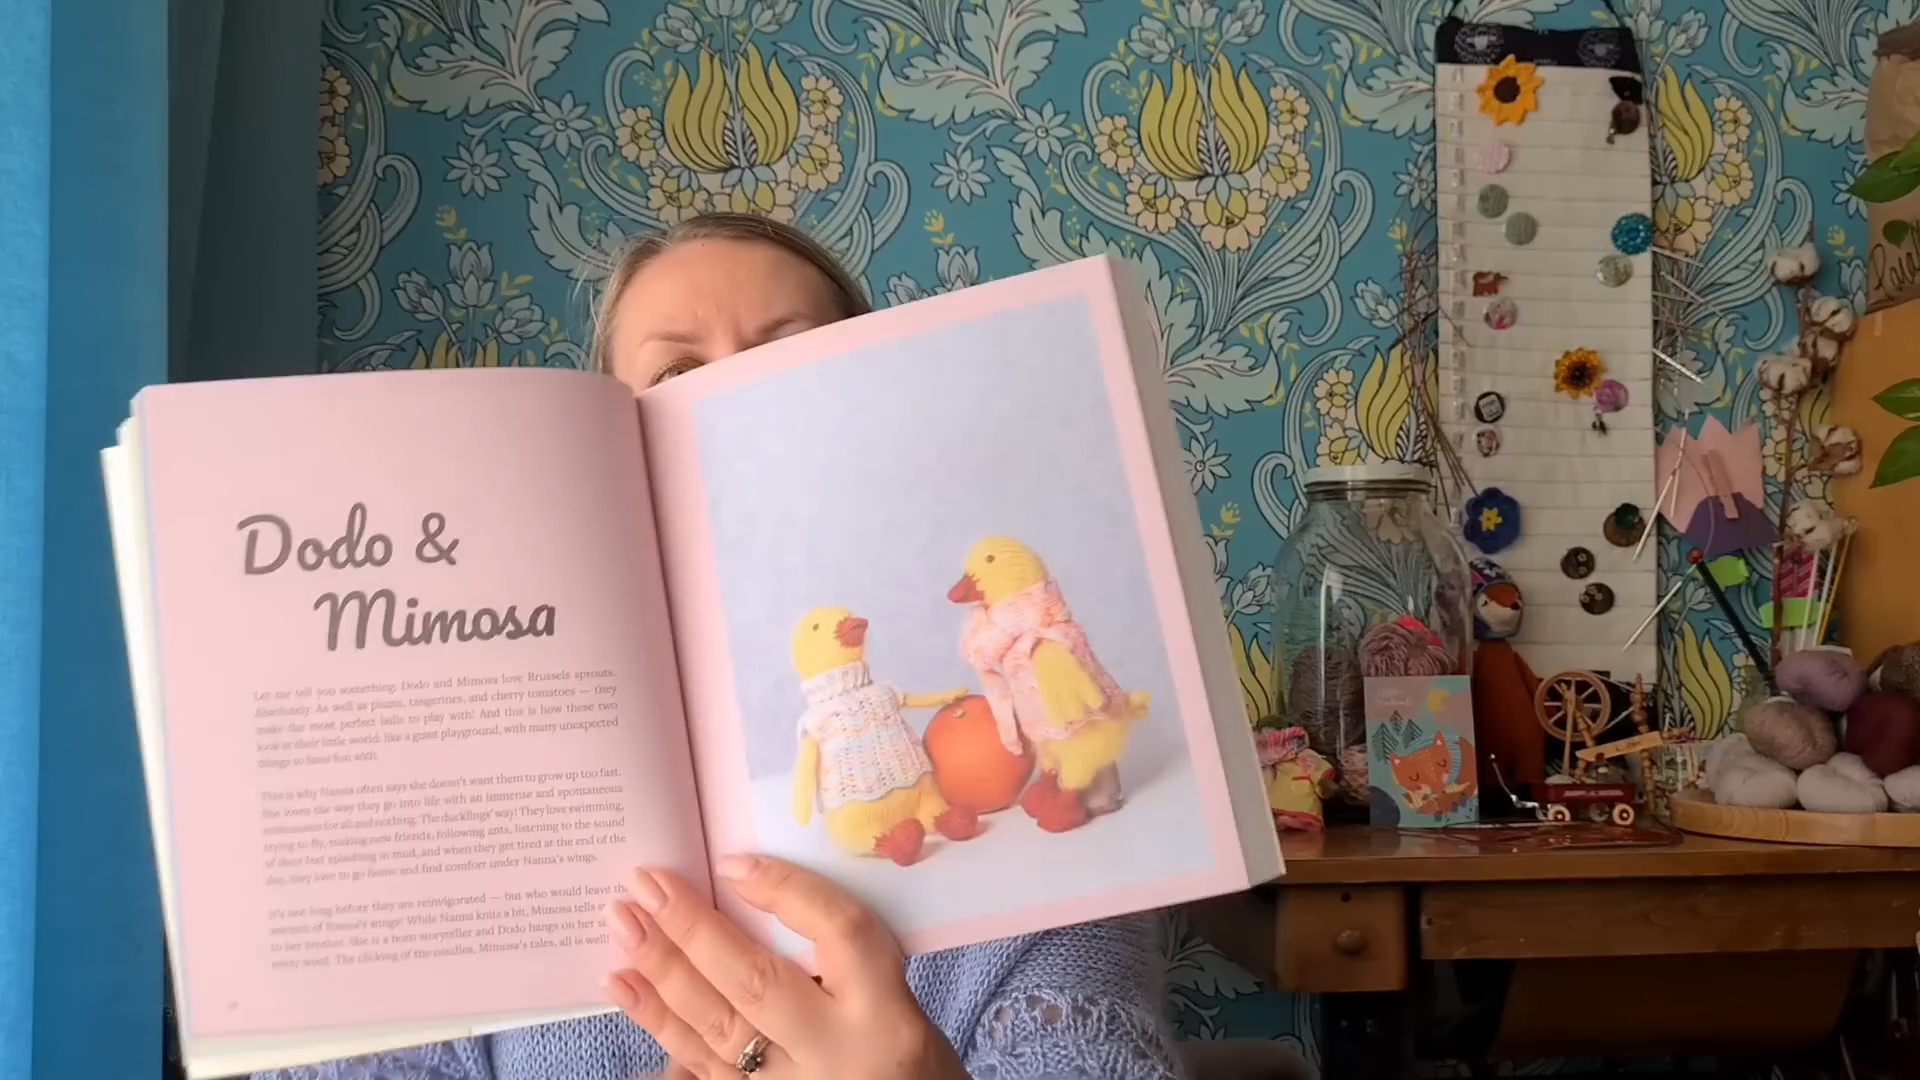 Dodo &
Mimosa
Let me tell you something: Dodo and Mimosa love Brussels sprouts.
Absolutely. As well as plums, tangerines, and cherry tomatoes — they
make the most perfect balls to play with! And this is how these two
look at their little world: like a giant playground, with many unexpected
things to have fun with.
This is why Nanna often says she doesn't want them to grow up too fast.
She loves the way they go into life with an immense and spontaneous
enthusiasm for all and nothing. The ducklings' way! They love swimming,
trying to fly, making new friends, following ants, listening to the sound
of their feet splashing in mud, and when they get tired at the end of the
day, they love to go home and find comfort under Nanna's wings.
It's not long before they are reinvigorated — but who would leave the
warmth of Nanna's wings? While Nanna knits a bit, Mimosa tells
to her brother. She is a born storyteller and Dodo hangs on her
every word. The clicking of the needles, Mimosa's tales, all is well!